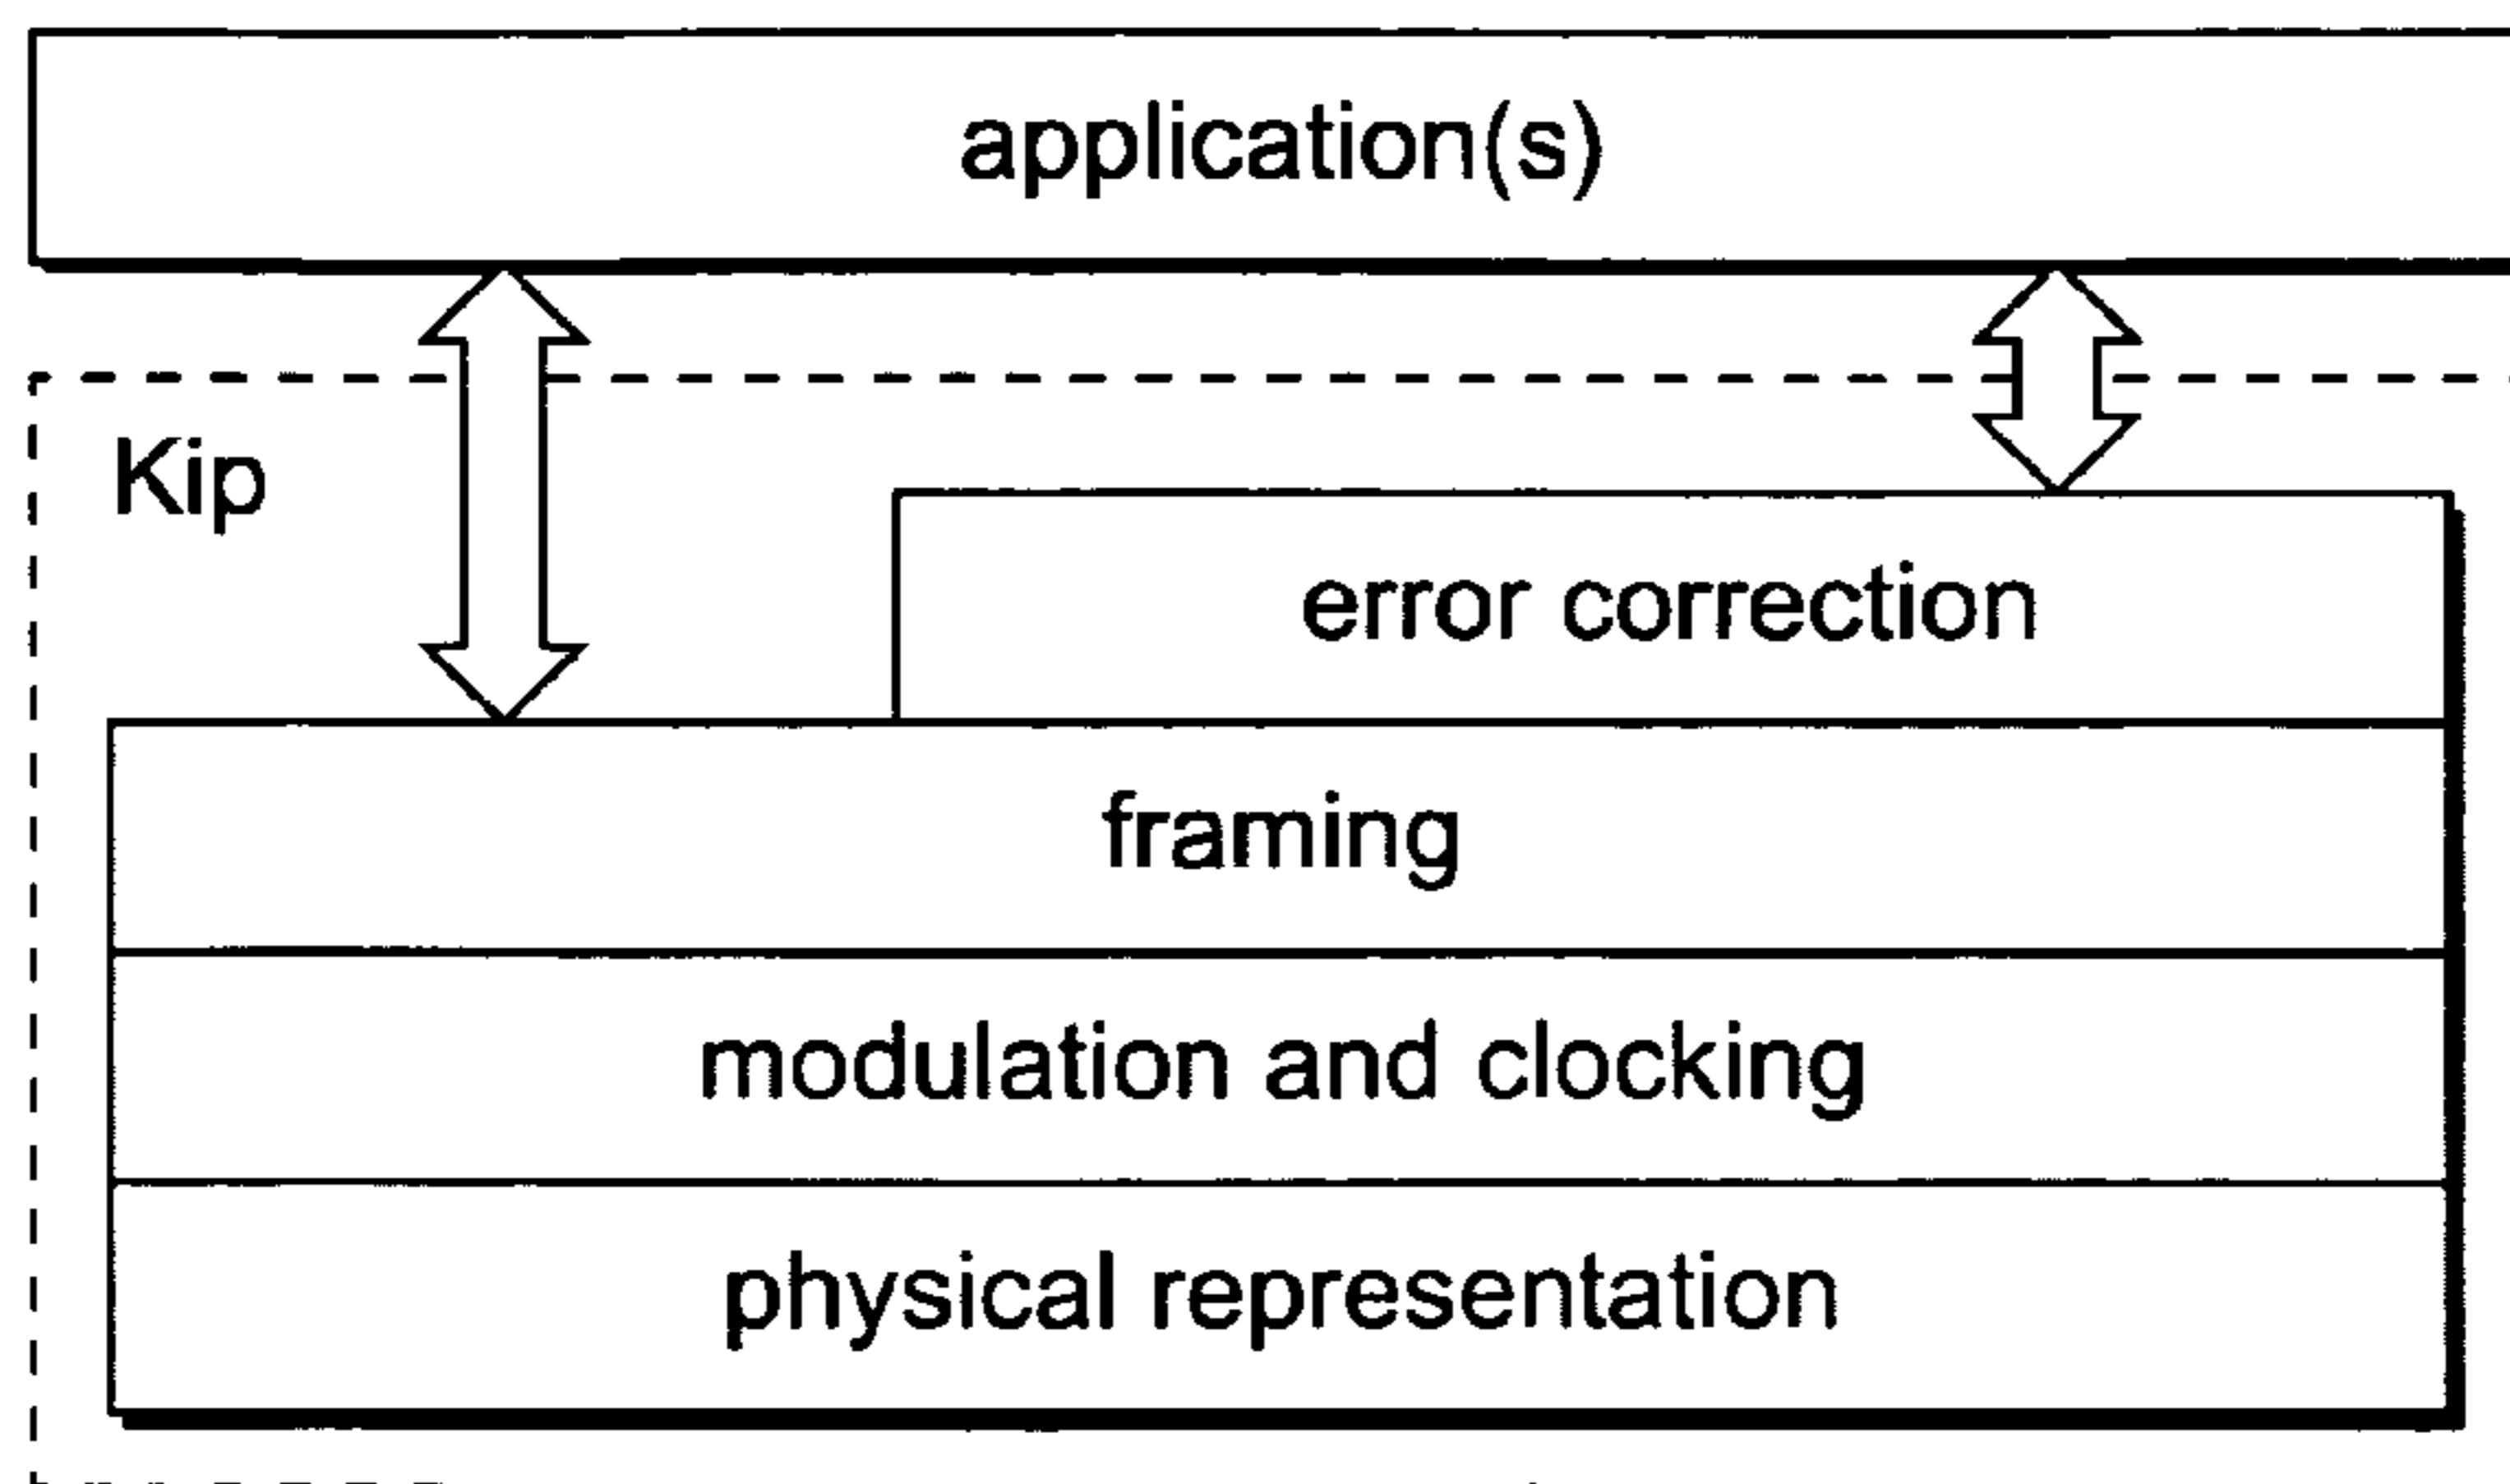 application(s)
Kip
error correction
framing
modulation and clocking
physical representation